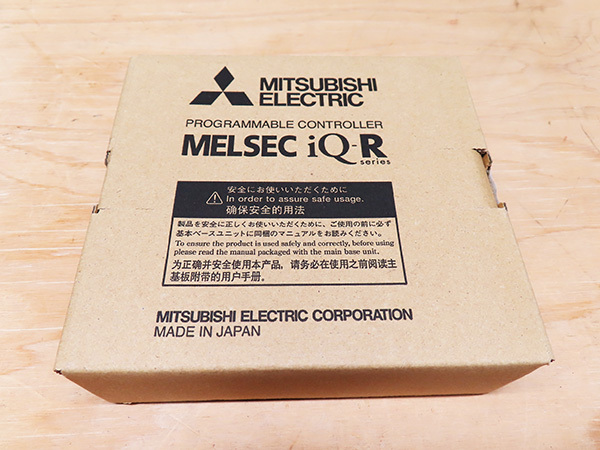 MITSUBISHI
ELECTRIC
PROGRAMMABLE CONTROLLER
MELSEC iQ-R
series
安全にお使いいただくために
In order to assure safe usage.
确保安全的用法
製品を安全に正しくお使いいただくために、ご使用の前に必ず
基本ベースユニットに同梱のマニュアルをお読みください。
To ensure the product is used safely and correctly, before using
please read the manual packaged with the main base unit.
为正确并安全使用本产品，请务必在使用之前阅读主
基板附带的用户手册.
MITSUBISHI ELECTRIC CORPORATION
MADE IN JAPAN